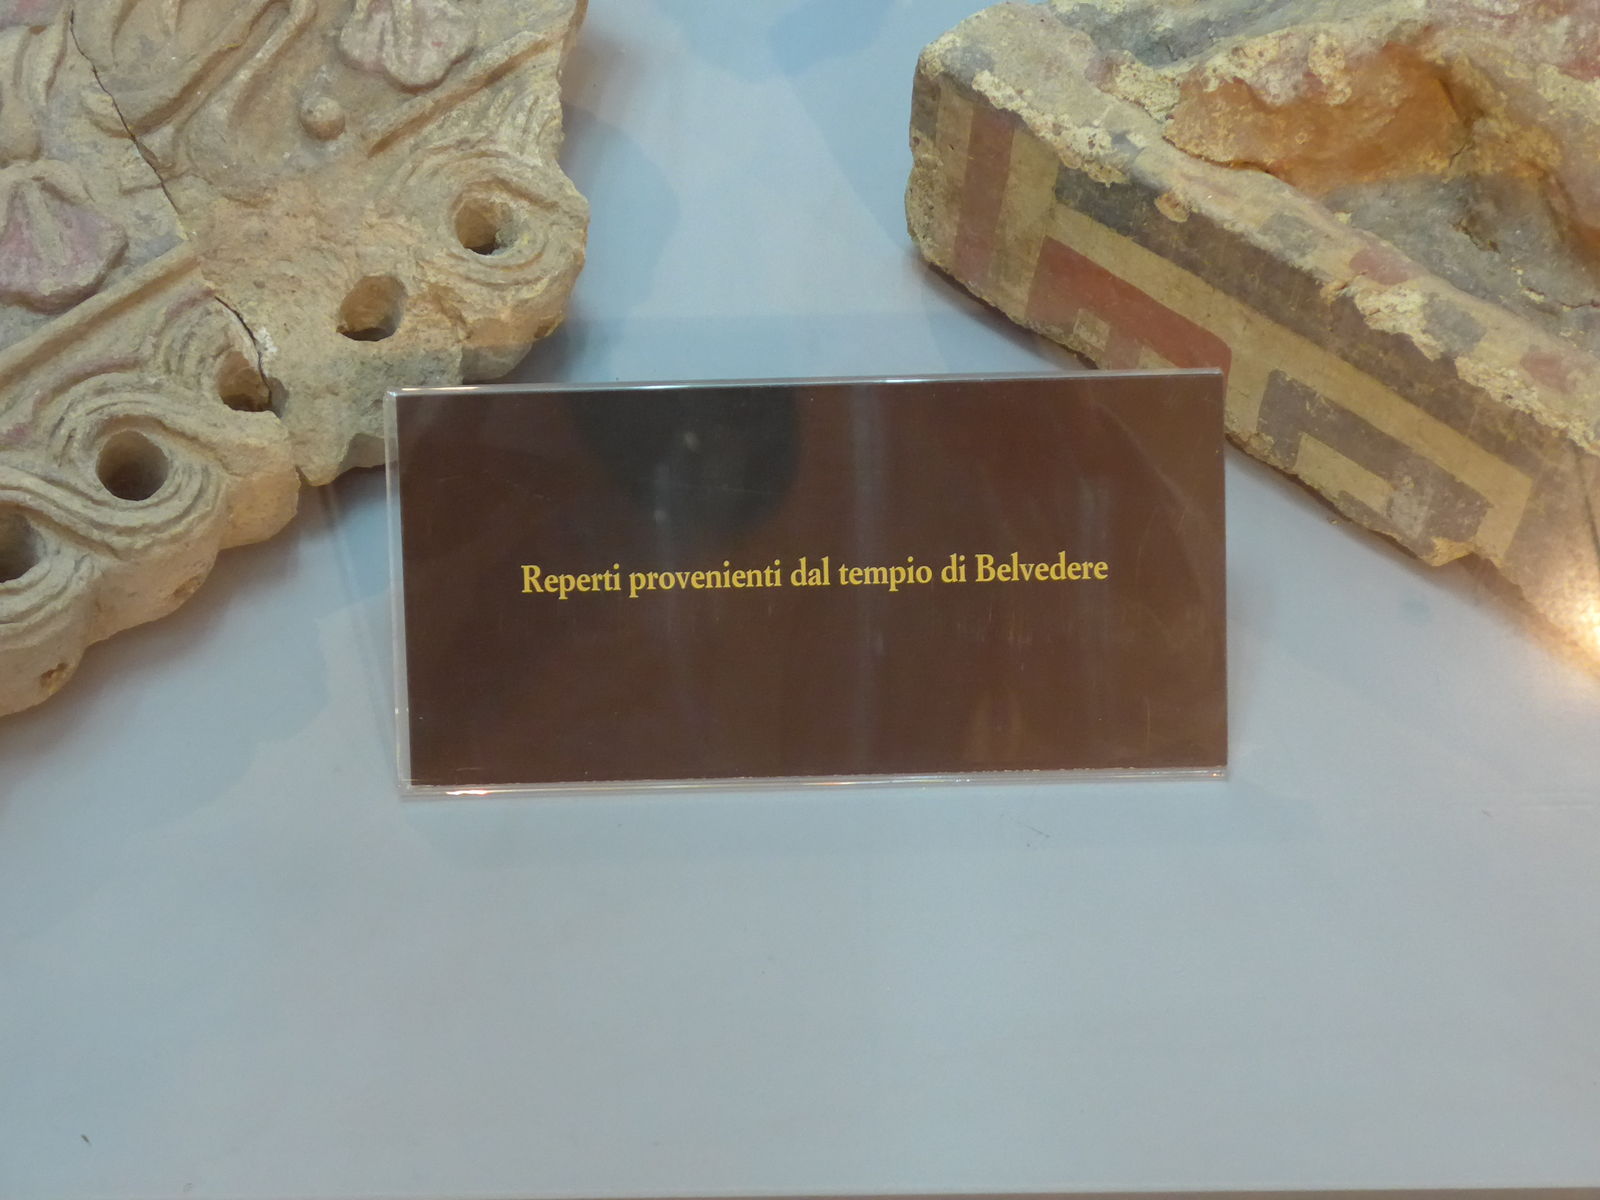 Reperti provenienti dal tempio di Belvedere